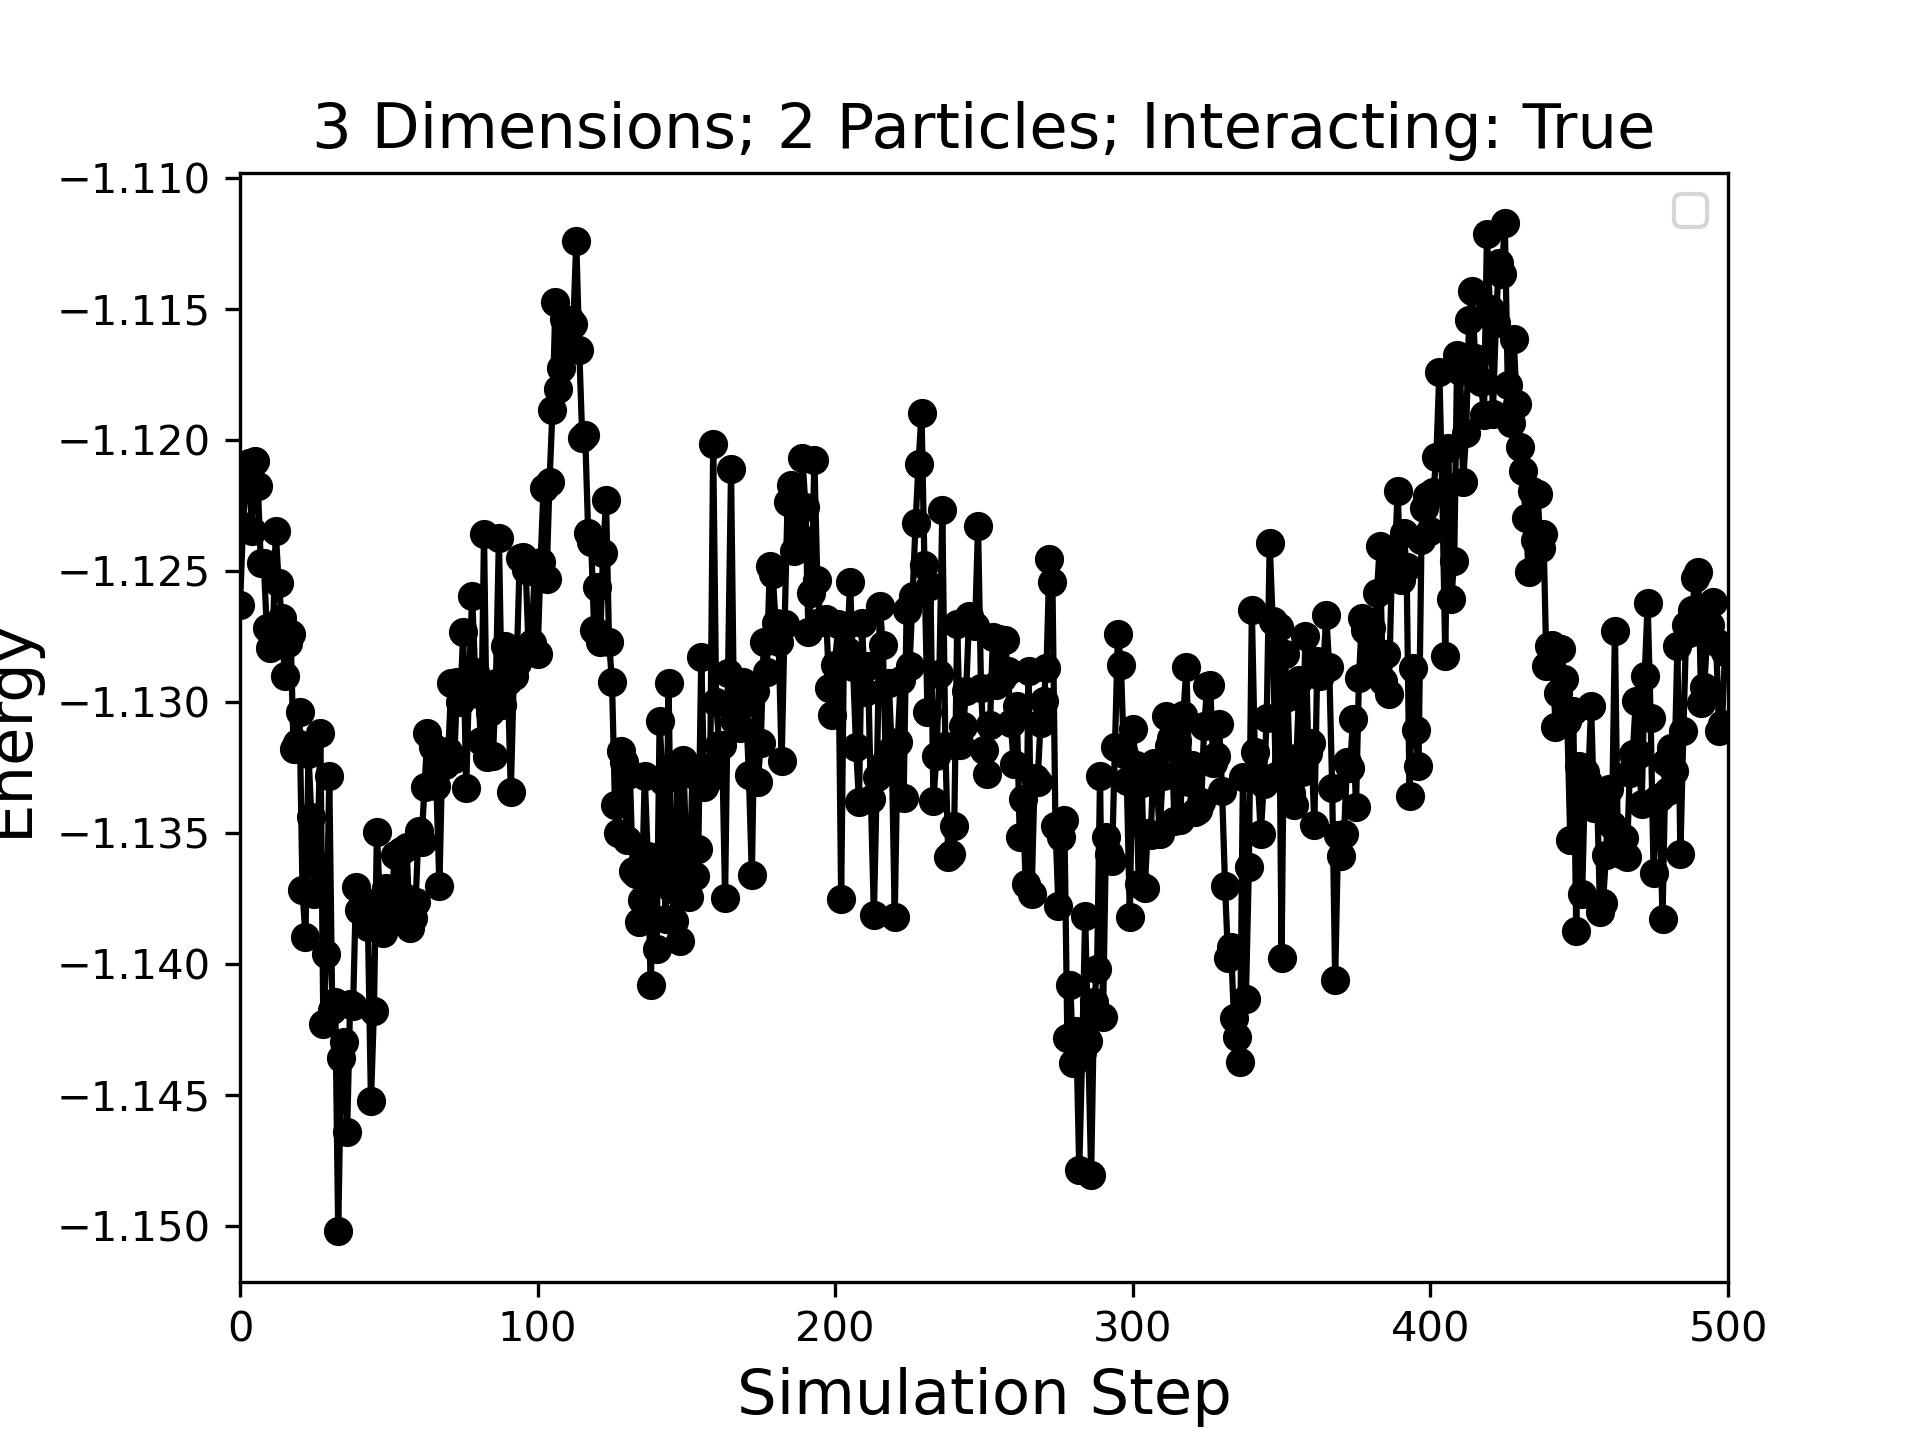 3 Dimensions; 2 Particles; Interacting: True
−1.110
−1.115
−1.120
−1.125
−1.130
−1.135
−1.140
−1.145
−1.150
Energy
0 100 200 300 400 500
Simulation Step